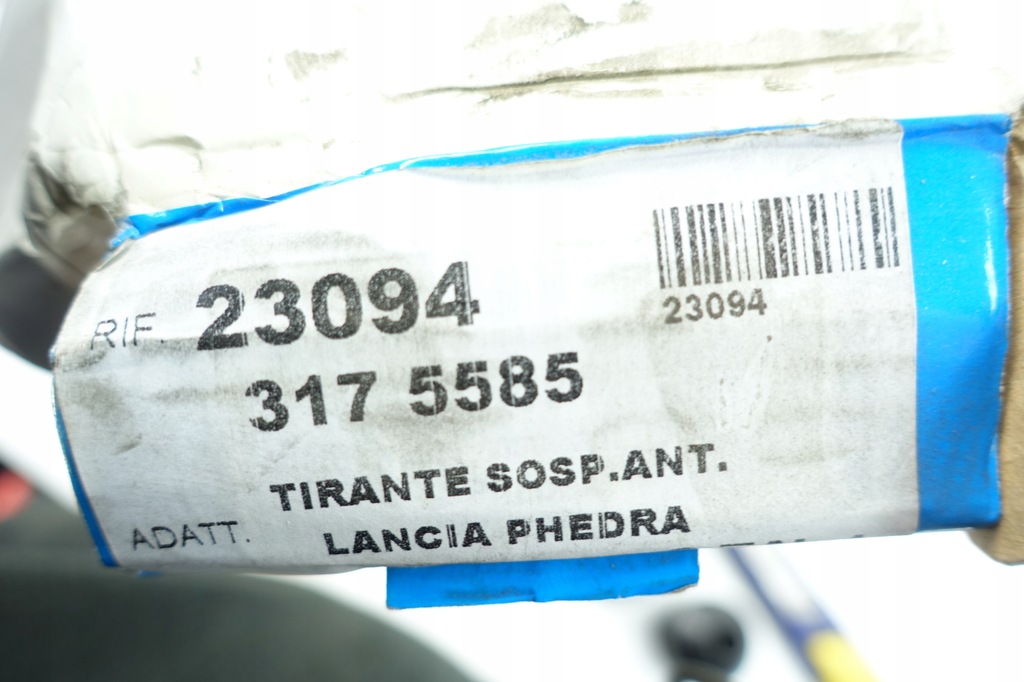 RIF. 23094
317 5585
23094
TIRANTE SOSP.ANT.
ADATT. LANCIA PHEDRA